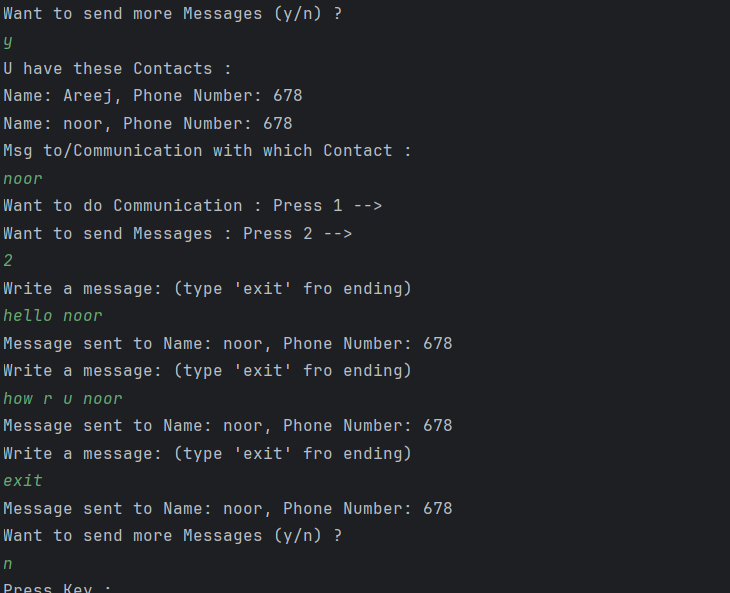 Want to send more Messages (y/n) ?
y
U have these Contacts :
Name: Areej, Phone Number: 678
Name: noor, Phone Number: 678
Msg to/Communication with which Contact :
noor
Want to do Communication : Press 1 -->
Want to send Messages : Press 2 -->
2
Write a message: (type 'exit' fro ending)
hello noor
Message sent to Name: noor, Phone Number: 678
Write a message: (type 'exit' fro ending)
how r u noor
Message sent to Name: noor, Phone Number: 678
Write a message: (type 'exit' fro ending)
exit
Message sent to Name: noor, Phone Number: 678
Want to send more Messages (y/n) ?
n
Press Key :